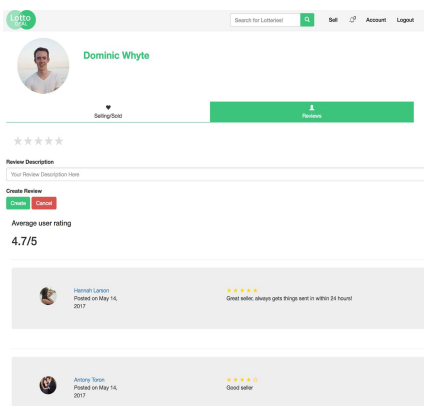 Lotto
DEAL
Search for Lotteries!
Sell
Account
Logout
Dominic Whyte
Selling/Sold
Reviews
Review Description
Your Review Description Here
Create Review
Create
Cancel
Average user rating
4.7/5
Hannah Larson
Posted on May 14,
2017
Great seller, always gets things sent in within 24 hours!
Antony Toron
Posted on May 14,
2017
Good seller